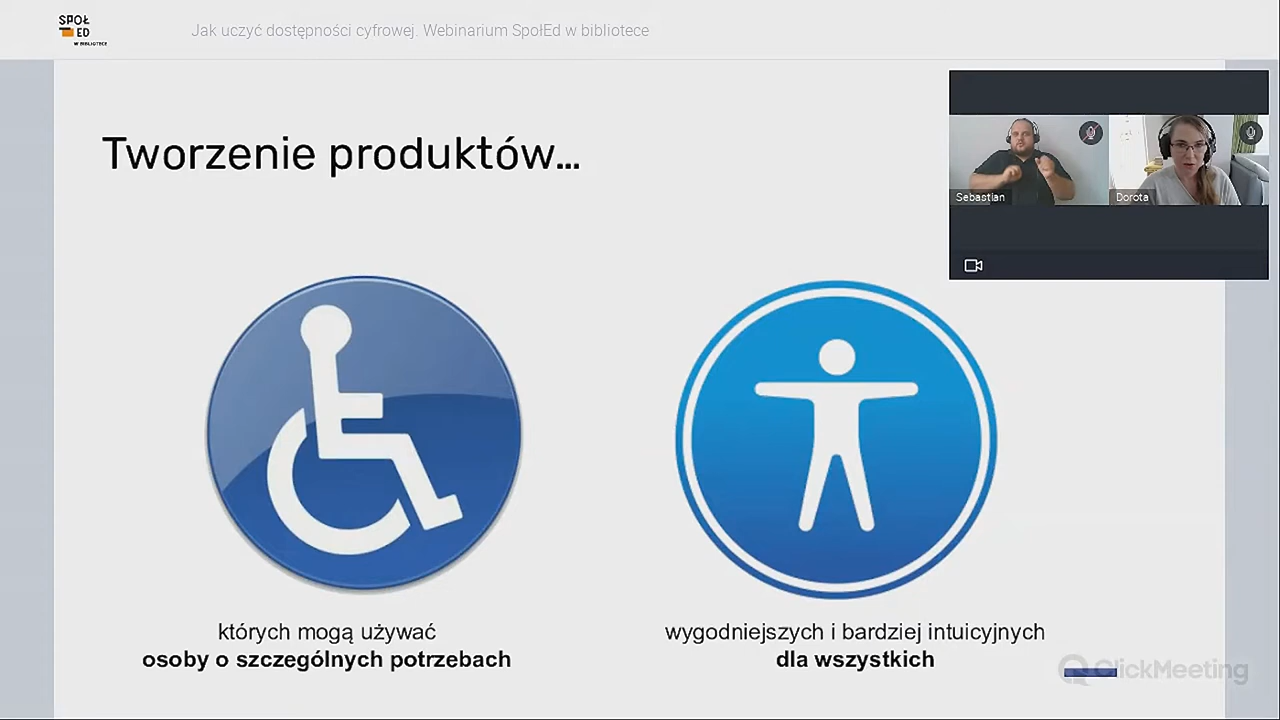 SPOŁ
ED
W BIBLIOTECE
Jak uczyć dostępności cyfrowej. Webinarium SpołEd w bibliotece
Tworzenie produktów...
Sebastian
Dorota
których mogą używać
osoby o szczególnych potrzebach
wygodniejszych i bardziej intuicyjnych
dla wszystkich
ClickMeeting